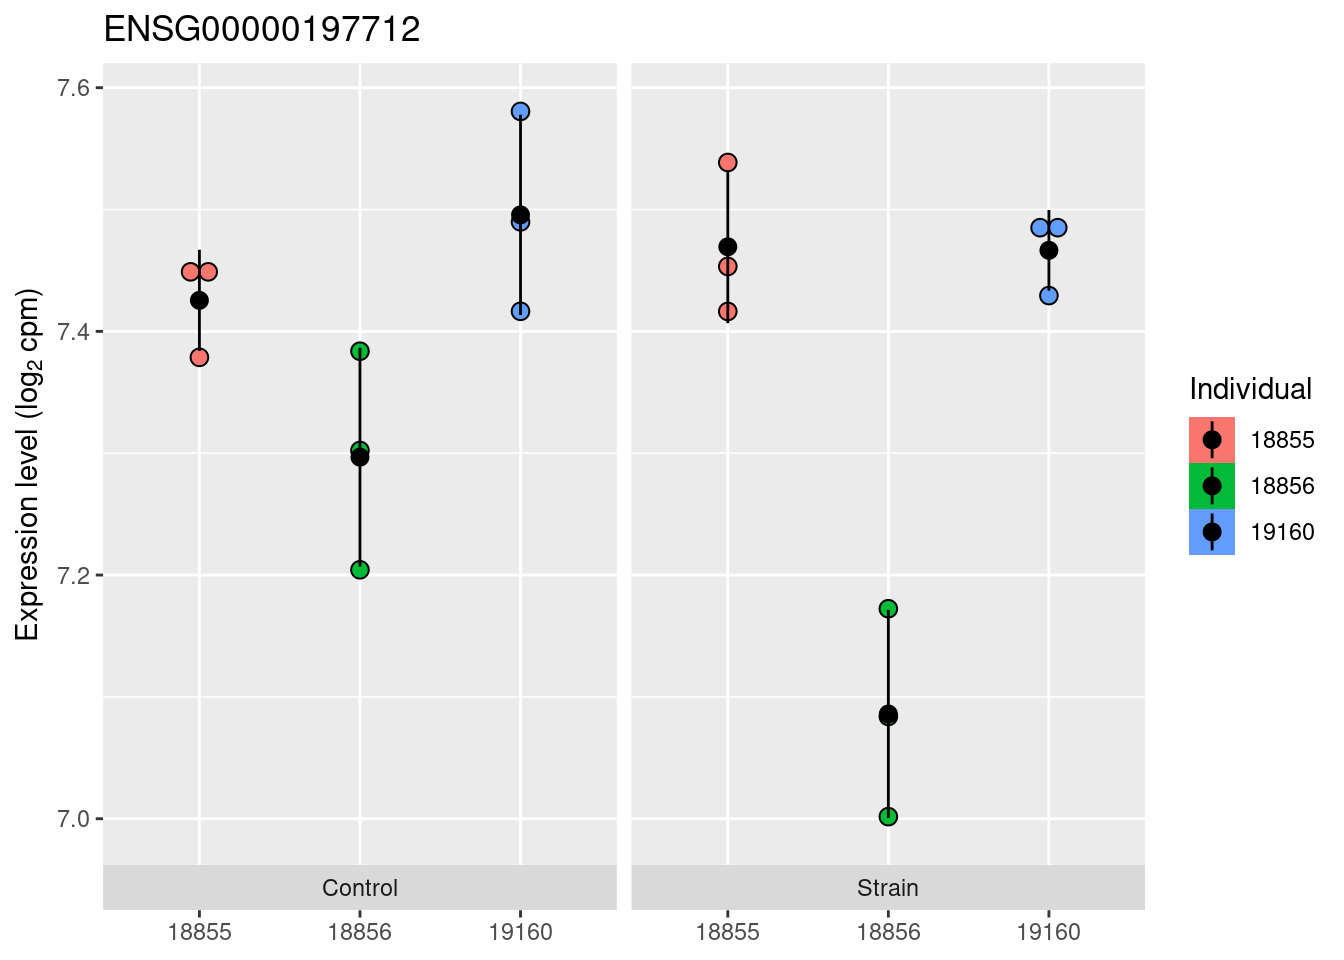 ENSG00000197712
Expression level (log₂ cpm)
7.6
7.4
7.2
7.0
Control
Strain
18855 18856 19160
18855 18856 19160
Individual
18855
18856
19160